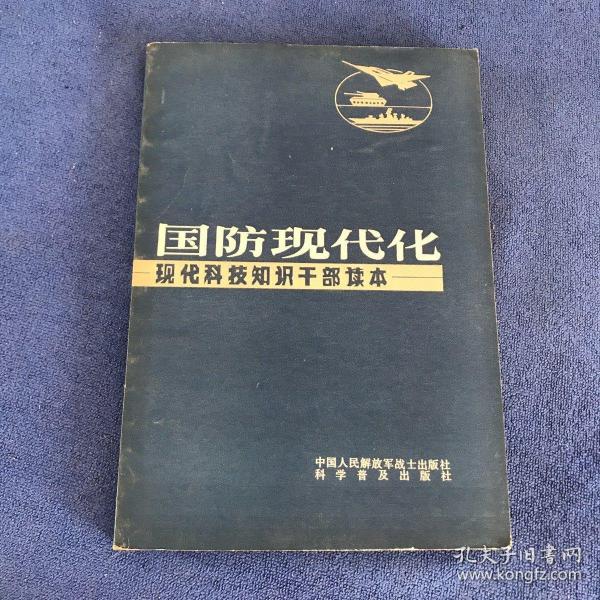 国防现代化
现代科技知识干部读本
中国人民解放军战士出版社
科学普及出版社
孔夫子旧書网
www.kongfz.com